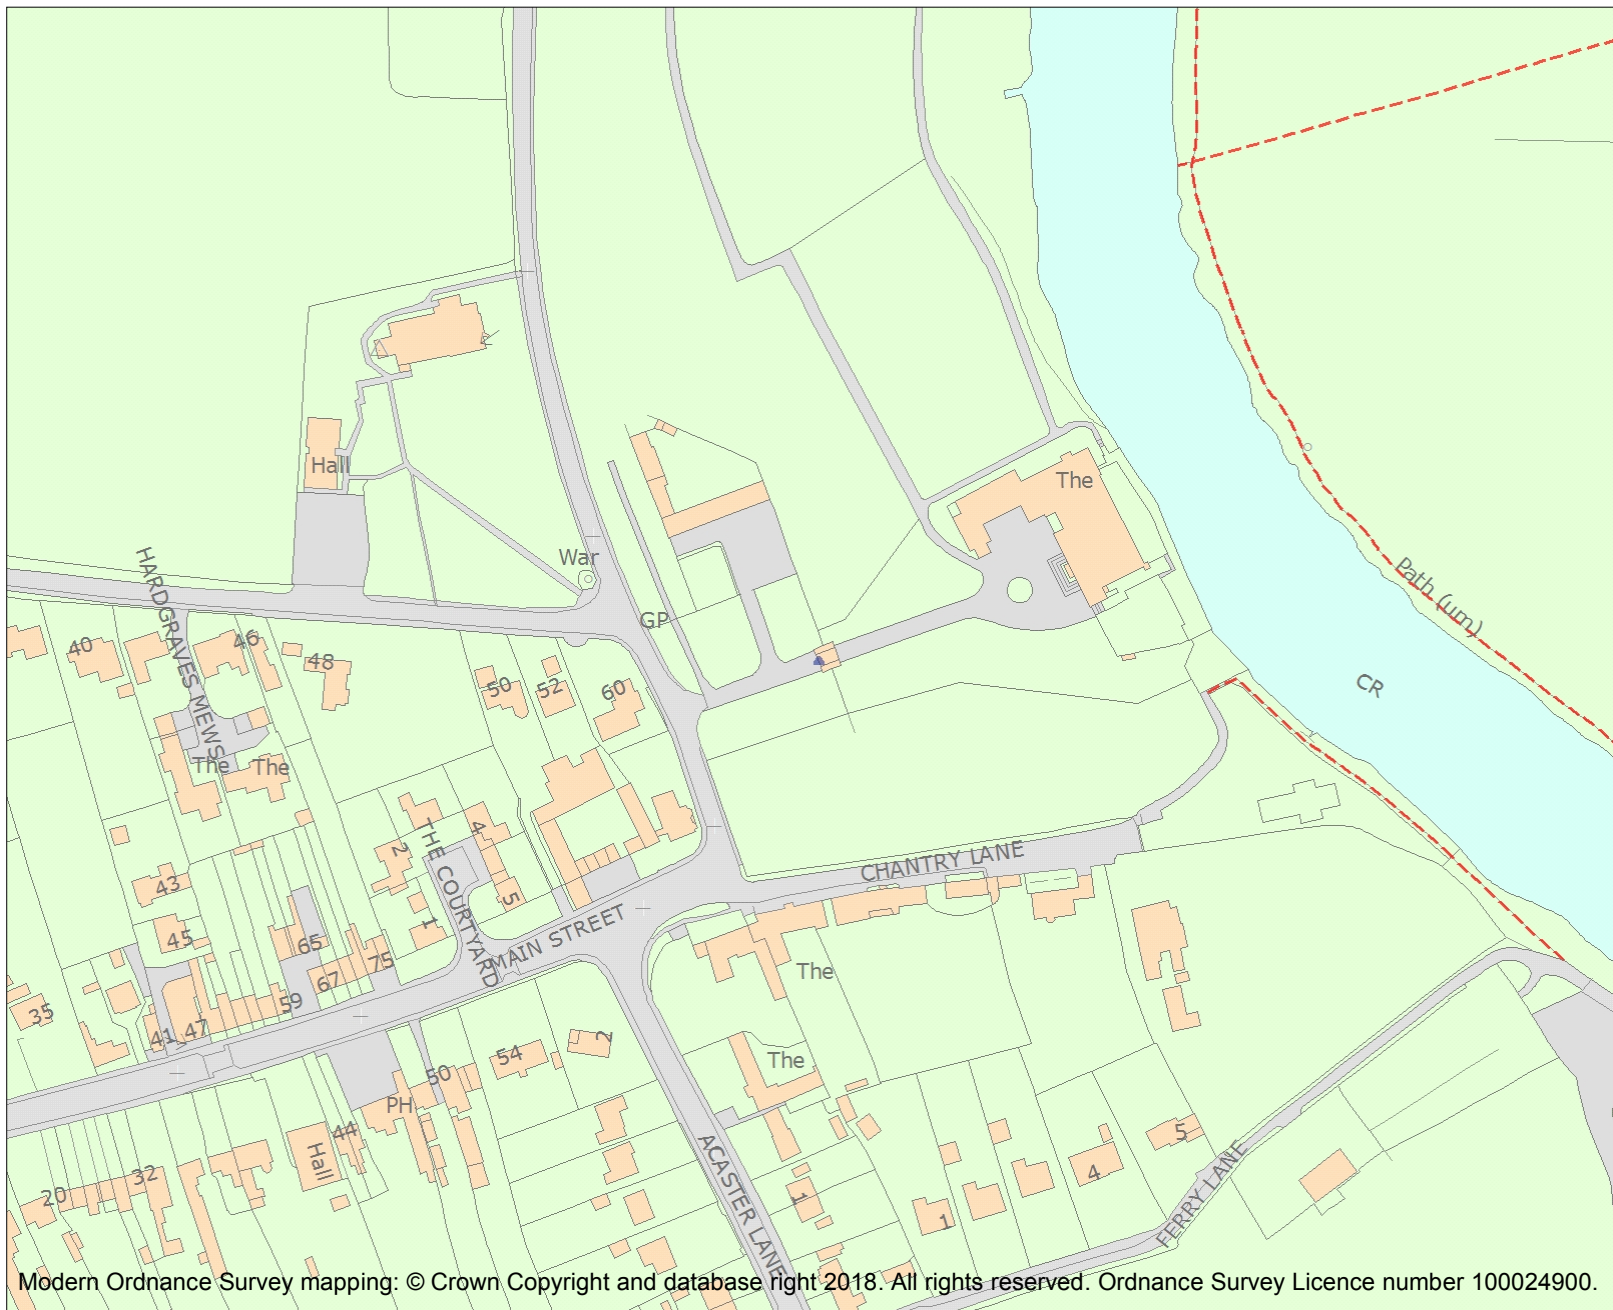 The
Hall
War
HARDGRAVES MEWS
Path (um)
GP
40
46
48
50
52
60
CR
The
The
4
2
THE COURTYARD
CHANTRY LANE
43
5
1
MAIN STREET
45
65
75
67
The
59
35
41
47
54
2
The
50
PH
44
Hall
ACASTER LANE
5
32
4
20
1
1
FERRY LANE
Modern Ordnance Survey mapping: © Crown Copyright and database right 2018. All rights reserved. Ordnance Survey Licence number 100024900.